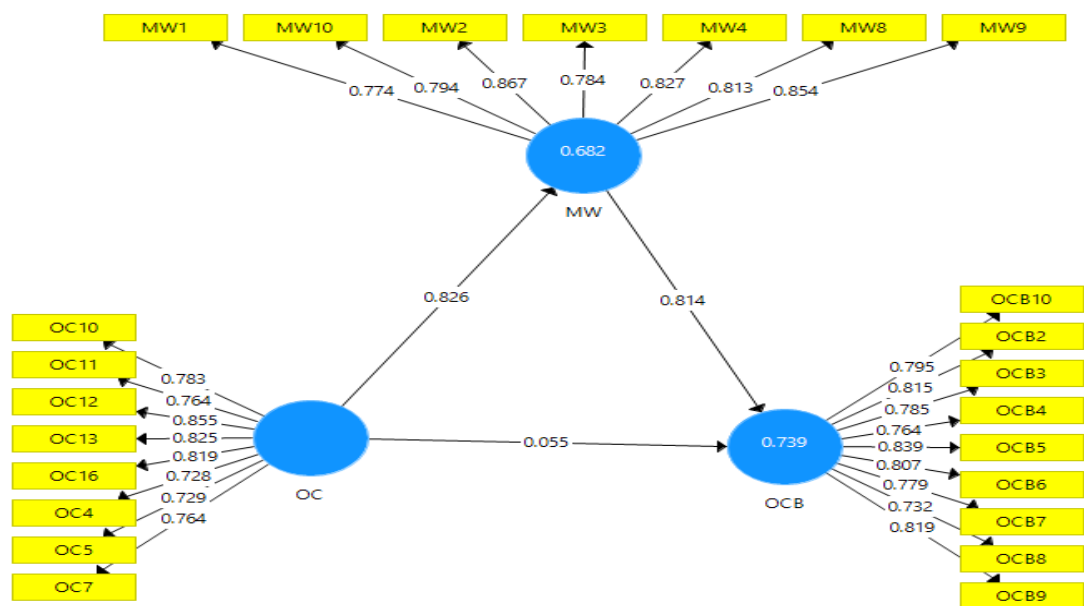 MW1 MW10 MW2 MW3 MW4 MW8 MW9
0.774 0.794 0.867 0.784 0.827 0.813 0.854
0.682
MW
0.826 0.814
OC10
OC11
OC12
OC13
OC16
OC4
OC5
OC7
0.783
0.764
0.855
0.825
0.819
0.728
0.729
0.764
OC
0.055
0.739
OCB
0.795
0.815
0.785
0.764
0.839
0.807
0.779
0.732
0.819
OCB10
OCB2
OCB3
OCB4
OCB5
OCB6
OCB7
OCB8
OCB9